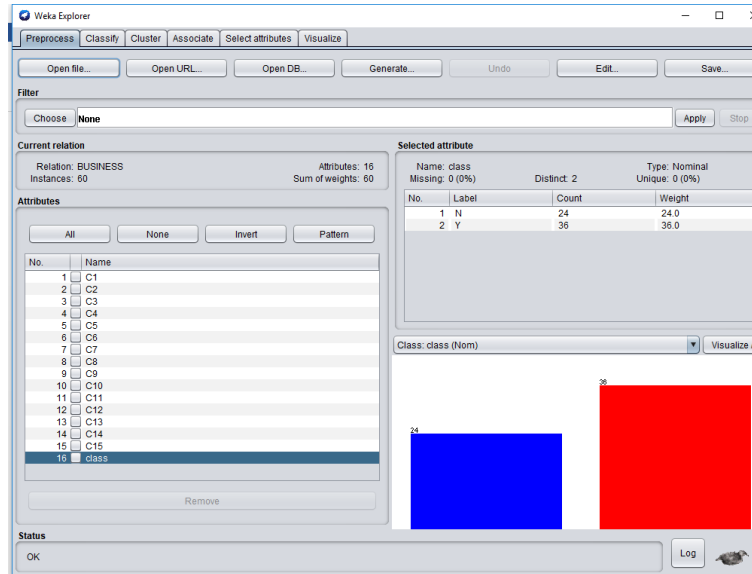 Weka Explorer
Preprocess Classify Cluster Associate Select attributes Visualize
Open file... Open URL... Open DB... Generate... Undo Edit... Save...
Filter
Choose None Apply Stop
Current relation
Relation: BUSINESS Attributes: 16
Instances: 60 Sum of weights: 60
Selected attribute
Name: class Type: Nominal
Missing: 0 (0%) Distinct: 2 Unique: 0 (0%)
No. Label Count Weight
1 N 24 24.0
2 Y 36 36.0
Attributes
All None Invert Pattern
No. Name
1 C1
2 C2
3 C3
4 C4
5 C5
6 C6
7 C7
8 C8
9 C9
10 C10
11 C11
12 C12
13 C13
14 C14
15 C15
16 class
Remove
Class: class (Nom) Visualize
24
36
Status
OK
Log